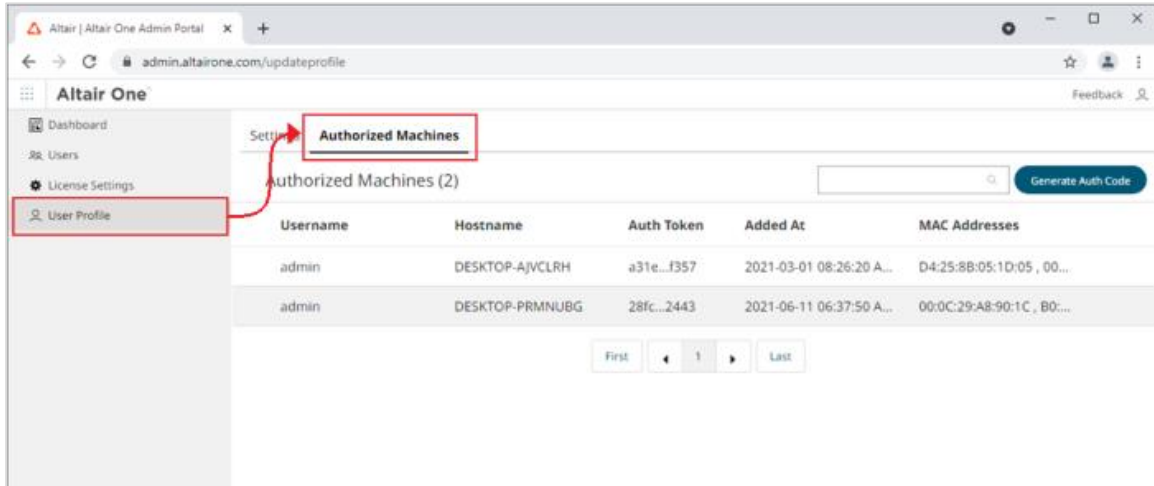 Altair | Altair One Admin Portal
admin.altairone.com/updateprofile
Altair One
Feedback
Dashboard
Users
License Settings
User Profile
Authorized Machines
Authorized Machines (2)
Generate Auth Code
Username Hostname Auth Token Added At MAC Addresses
admin DESKTOP-AJVCLRH a31e...f357 2021-03-01 08:26:20 A... D4:25:8B:05:1D:05 , 00...
admin DESKTOP-PRMNUBG 28fc...2443 2021-06-11 06:37:50 A... 00:0C:29:A8:90:1C , B0:...
First 1 Last